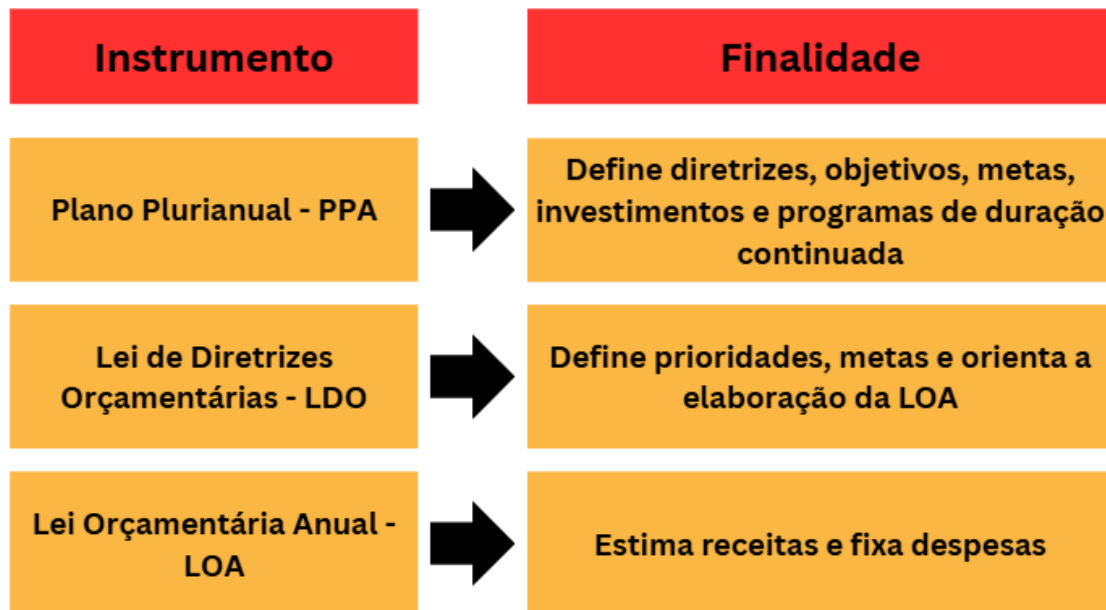 Instrumento
Finalidade
Plano Plurianual - PPA
Define diretrizes, objetivos, metas,
investimentos e programas de duração
continuada
Lei de Diretrizes
Orçamentárias - LDO
Define prioridades, metas e orienta a
elaboração da LOA
Lei Orçamentária Anual -
LOA
Estima receitas e fixa despesas